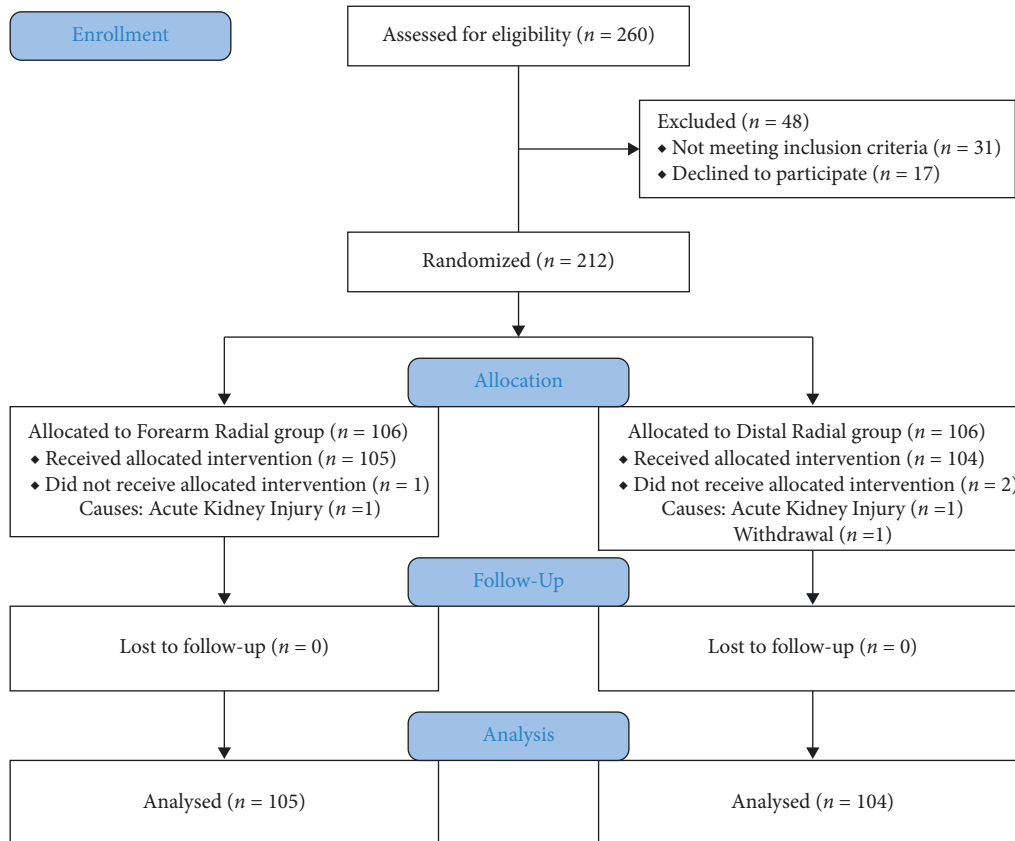 Enrollment
Assessed for eligibility (n = 260)
Excluded (n = 48)
◆ Not meeting inclusion criteria (n = 31)
◆ Declined to participate (n = 17)
Randomized (n = 212)
Allocation
Allocated to Forearm Radial group (n = 106)
◆ Received allocated intervention (n = 105)
◆ Did not receive allocated intervention (n = 1)
Causes: Acute Kidney Injury (n =1)
Allocated to Distal Radial group (n = 106)
◆ Received allocated intervention (n = 104)
◆ Did not receive allocated intervention (n = 2)
Causes: Acute Kidney Injury (n =1)
Withdrawal (n =1)
Follow-Up
Lost to follow-up (n = 0)
Lost to follow-up (n = 0)
Analysis
Analysed (n = 105)
Analysed (n = 104)